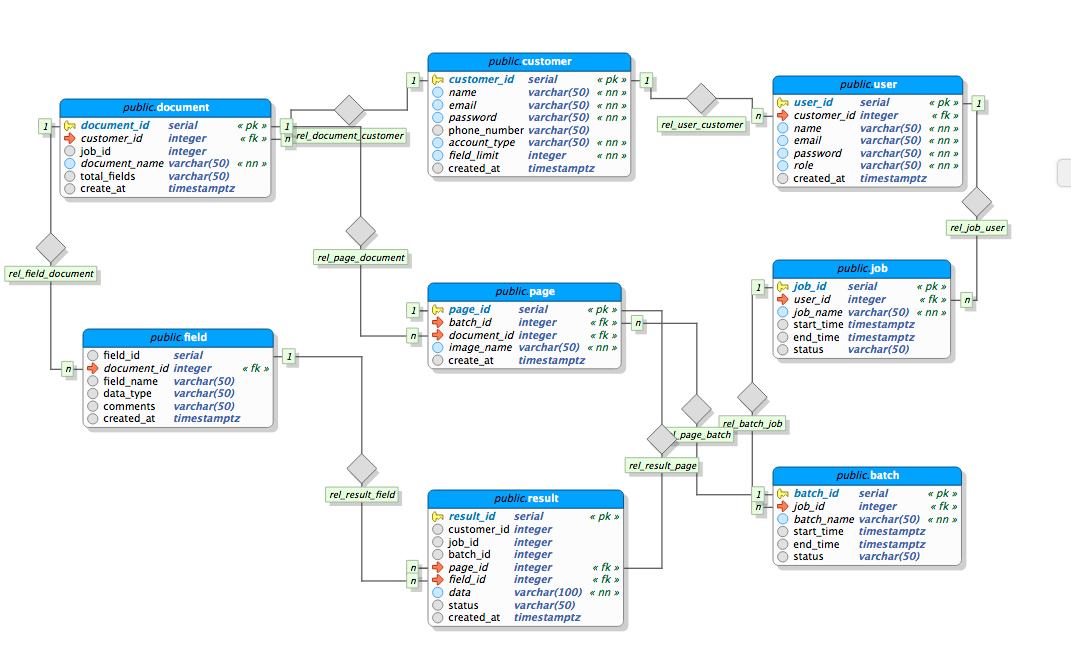 public.customer
1 customer_id serial « pk » 1
name varchar(50) « nn »
email varchar(50) « nn »
password varchar(50) « nn »
phone_number varchar(50)
account_type varchar(50) « nn »
field_limit integer « nn »
created_at timestamptz
public.user
user_id serial « pk » 1
n customer_id integer « fk »
name varchar(50) « nn »
email varchar(50) « nn »
password varchar(50) « nn »
role varchar(50) « nn »
created_at timestamptz
rel_user_customer
public.document
1 document_id serial « pk » 1
customer_id integer « fk » n
job_id integer
document_name varchar(50) « nn »
total_fields varchar(50)
create_at timestamptz
rel_document_customer
rel_job_user
rel_page_document
rel_field_document
public.job
1 job_id serial « pk »
user_id integer « fk » n
job_name varchar(50) « nn »
start_time timestamptz
end_time timestamptz
status varchar(50)
public.page
1 page_id serial « pk »
batch_id integer « fk » n
n document_id integer « fk »
image_name varchar(50) « nn »
create_at timestamptz
public.field
field_id serial 1
n document_id integer « fk »
field_name varchar(50)
data_type varchar(50)
comments varchar(50)
created_at timestamptz
rel_batch_job
l_page_batch
rel_result_page
rel_result_field
public.batch
1 batch_id serial « pk »
n job_id integer « fk »
batch_name varchar(50) « nn »
start_time timestamptz
end_time timestamptz
status varchar(50)
public.result
result_id serial « pk »
customer_id integer
job_id integer
batch_id integer
n page_id integer « fk »
n field_id integer « fk »
data varchar(100) « nn »
status varchar(50)
created_at timestamptz